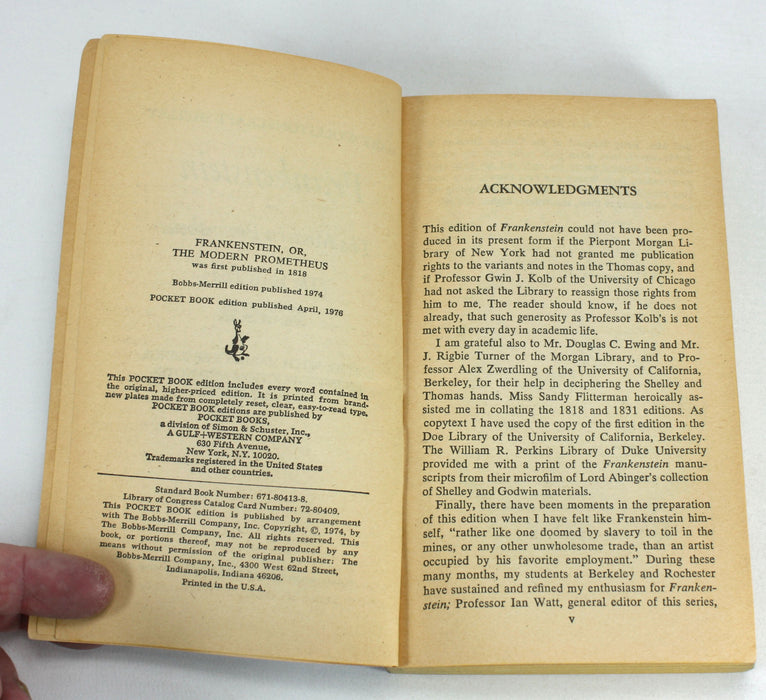 FRANKENSTEIN, OR,
THE MODERN PROMETHEUS
was first published in 1818
Bobbs-Merrill edition published 1974
POCKET BOOK edition published April, 1976
This POCKET BOOK edition includes every word contained in
the original, higher-priced edition. It is printed from brand-
new plates made from completely reset, clear, easy-to-read type.
POCKET BOOK editions are published by
POCKET BOOKS,
a division of Simon & Schuster, Inc.,
A GULF+WESTERN COMPANY
630 Fifth Avenue,
New York, N.Y. 10020.
Trademarks registered in the United States
and other countries.
Standard Book Number: 671-80413-8.
Library of Congress Catalog Card Number: 72-80409.
This POCKET BOOK edition is published by arrangement
with The Bobbs-Merrill Company, Inc. Copyright, ©, 1974, by
The Bobbs-Merrill Company, Inc. All rights reserved. This
book, or portions thereof, may not be reproduced by any
means without permission of the original publisher: The
Bobbs-Merrill Company, Inc., 4300 West 62nd Street,
Indianapolis, Indiana 46206.
Printed in the U.S.A.
ACKNOWLEDGMENTS
This edition of Frankenstein could not have been pro-
duced in its present form if the Pierpont Morgan Li-
brary of New York had not granted me publication
rights to the variants and notes in the Thomas copy, and
if Professor Gwin J. Kolb of the University of Chicago
had not asked the Library to reassign those rights from
him to me. The reader should know, if he does not
already, that such generosity as Professor Kolb's is not
met with every day in academic life.
I am grateful also to Mr. Douglas C. Ewing and Mr.
J. Rigbie Turner of the Morgan Library, and to Pro-
fessor Alex Zwerdling of the University of California,
Berkeley, for their help in deciphering the Shelley and
Thomas hands. Miss Sandy Flitterman heroically as-
sisted me in collating the 1818 and 1831 editions. As
copytext I have used the copy of the first edition in the
Doe Library of the University of California, Berkeley.
The William R. Perkins Library of Duke University
provided me with a print of the Frankenstein manu-
scripts from their microfilm of Lord Abinger's collection
of Shelley and Godwin materials.
Finally, there have been moments in the preparation
of this edition when I have felt like Frankenstein him-
self, "rather like one doomed by slavery to toil in the
mines, or any other unwholesome trade, than an artist
occupied by his favorite employment." During these
many months, my students at Berkeley and Rochester
have sustained and refined my enthusiasm for Franken-
stein; Professor Ian Watt, general editor of this series,
v